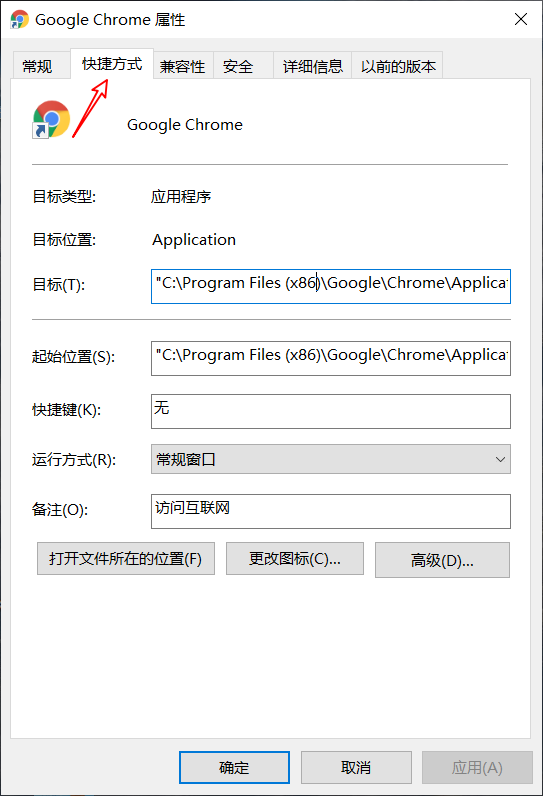 Google Chrome 属性
常规 快捷方式 兼容性 安全 详细信息 以前的版本
Google Chrome
目标类型: 应用程序
目标位置: Application
目标(T): "C:\Program Files (x86)\Google\Chrome\Applica
起始位置(S): "C:\Program Files (x86)\Google\Chrome\Applica
快捷键(K): 无
运行方式(R): 常规窗口
备注(O): 访问互联网
打开文件所在的位置(F) 更改图标(C)... 高级(D)...
确定 取消 应用(A)